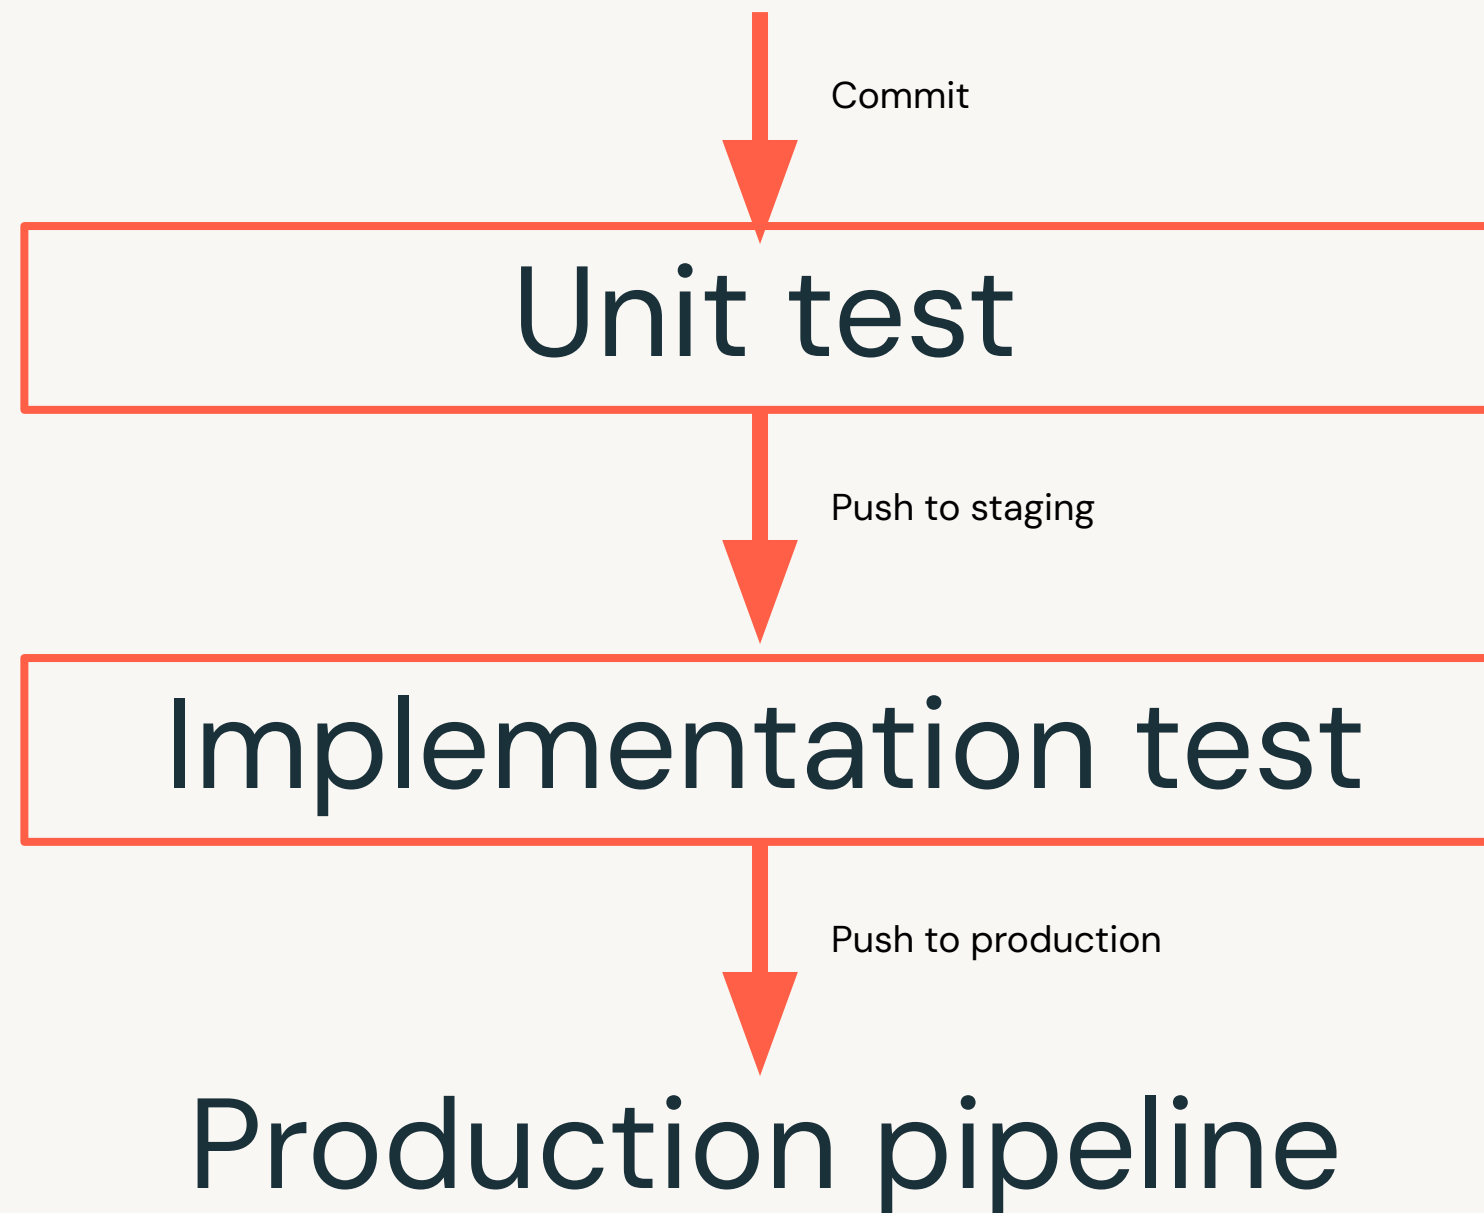 Commit
Unit test
Push to staging
Implementation test
Push to production
Production pipeline